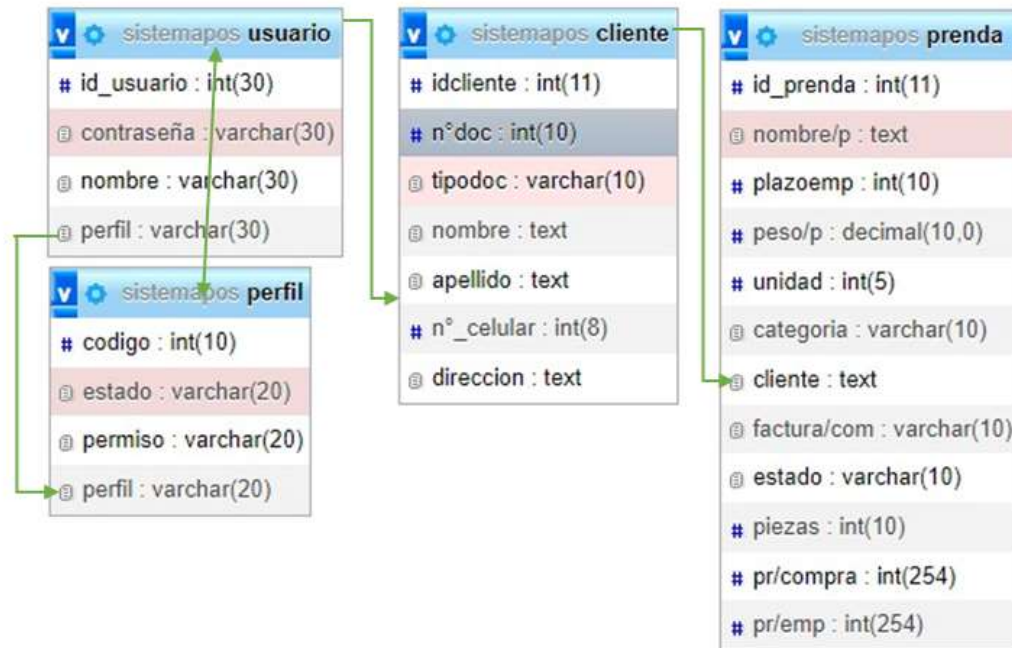 sistemapos usuario
id_usuario : int(30)
contraseña : varchar(30)
nombre : varchar(30)
perfil : varchar(30)
sistemapos perfil
codigo : int(10)
estado : varchar(20)
permiso : varchar(20)
perfil : varchar(20)
sistemapos cliente
idcliente : int(11)
n°doc : int(10)
tipodoc : varchar(10)
nombre : text
apellido : text
n°_celular : int(8)
direccion : text
sistemapos prenda
id_prenda : int(11)
nombre/p : text
plazoemp : int(10)
peso/p : decimal(10,0)
unidad : int(5)
categoria : varchar(10)
cliente : text
factura/com : varchar(10)
estado : varchar(10)
piezas : int(10)
pr/compra : int(254)
pr/emp : int(254)